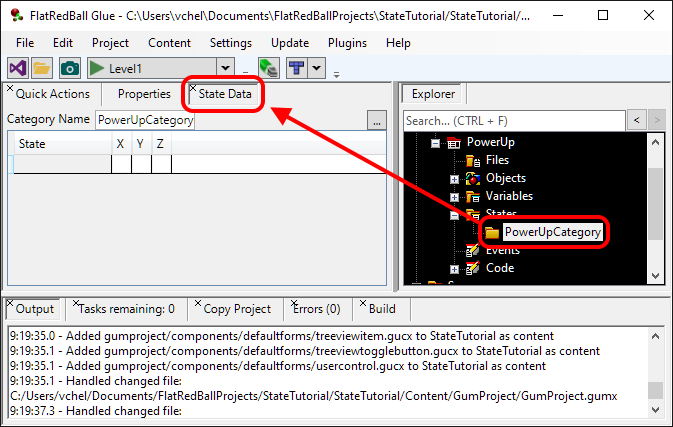 FlatRedBall Glue - C:\Users\vchel\Documents\FlatRedBallProjects\StateTutorial/StateTutorial/...
File Project Content Settings Update Plugins Help
Level1
Quick Actions Properties State Data
Category Name PowerUpCategory ...
State X Y Z
Explorer
Search... (CTRL + F) < >
PowerUp
Files
Objects
Variables
States
PowerUpCategory
Events
Code
Output Tasks remaining: 0 Copy Project Errors (0) Build
9:19:35.0 - Added gumproject/components/defaultforms/treeviewitem.gucx to StateTutorial as content
9:19:35.1 - Added gumproject/components/defaultforms/treeviewtogglebutton.gucx to StateTutorial as content
9:19:35.1 - Added gumproject/components/defaultforms/usercontrol.gucx to StateTutorial as content
9:19:35.1 - Handled changed file:
C:/Users/vchel/Documents/FlatRedBallProjects/StateTutorial/StateTutorial/Content/GumProject/GumProject.gumx
9:19:37.3 - Handled changed file: